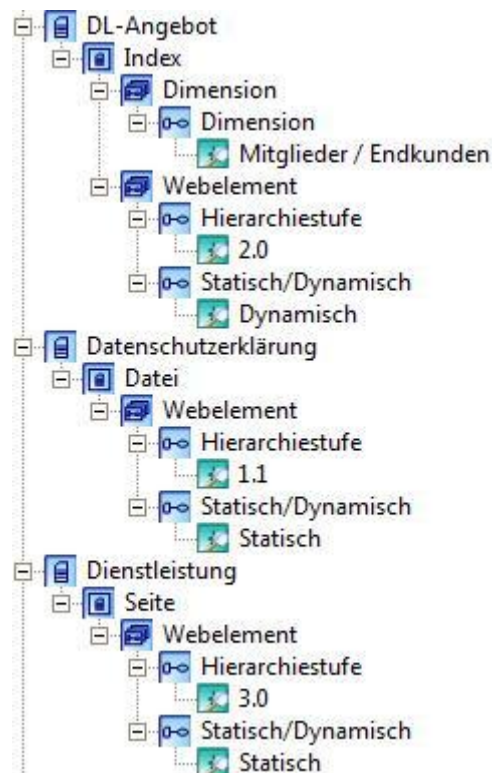 DL-Angebot
Index
Dimension
Dimension
Mitglieder / Endkunden
Webelement
Hierarchiestufe
2.0
Statisch/Dynamisch
Dynamisch
Datenschutzerklärung
Datei
Webelement
Hierarchiestufe
1.1
Statisch/Dynamisch
Statisch
Dienstleistung
Seite
Webelement
Hierarchiestufe
3.0
Statisch/Dynamisch
Statisch